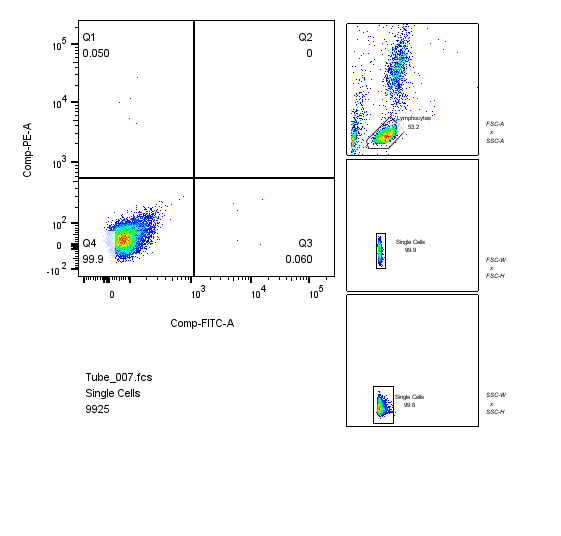 Q1
0.050
Q2
0
Q4
99.9
Q3
0.060
10^5
10^4
10^3
10^2
0
-10^2
0
10^3
10^4
10^5
Comp-PE-A
Comp-FITC-A
Tube_007.fcs
Single Cells
9925
Lymphocytes
53.2
FSC-A
x
SSC-A
Single Cells
99.9
FSC-W
x
FSC-H
Single Cells
99.6
SSC-W
x
SSC-H